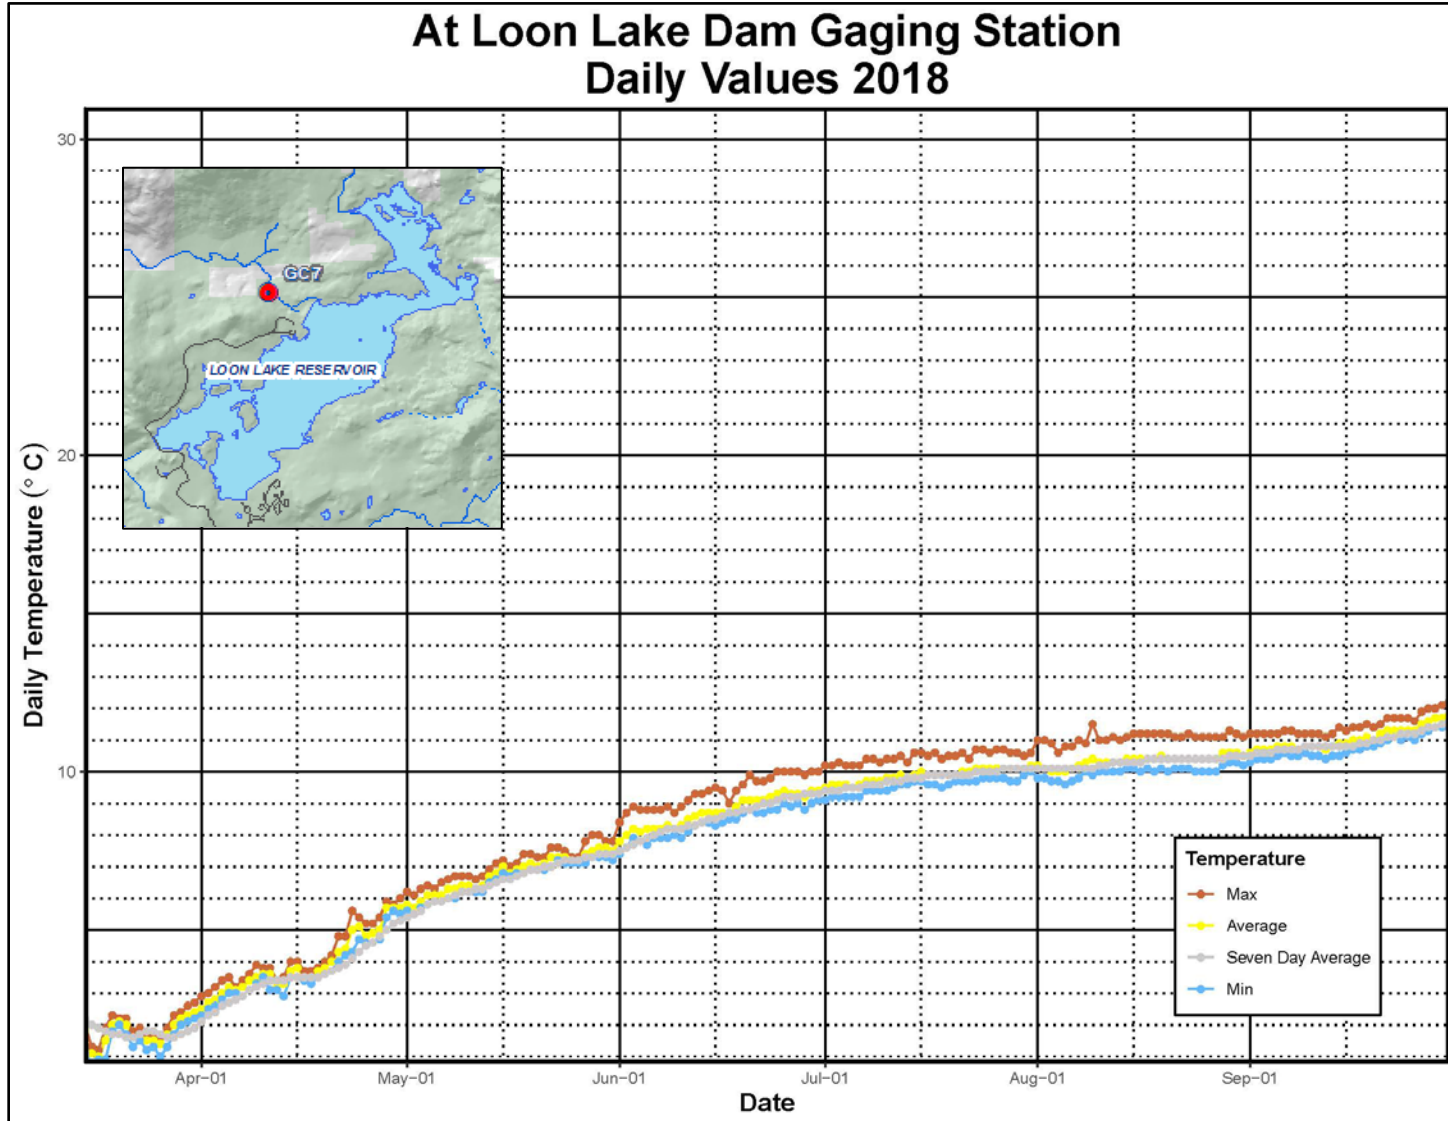 At Loon Lake Dam Gaging Station
Daily Values 2018
30
GC7
LOON LAKE RESERVOIR
20
Daily Temperature (° C)
10
Temperature
Max
Average
Seven Day Average
Min
Apr-01
May-01
Jun-01
Jul-01
Aug-01
Sep-01
Date